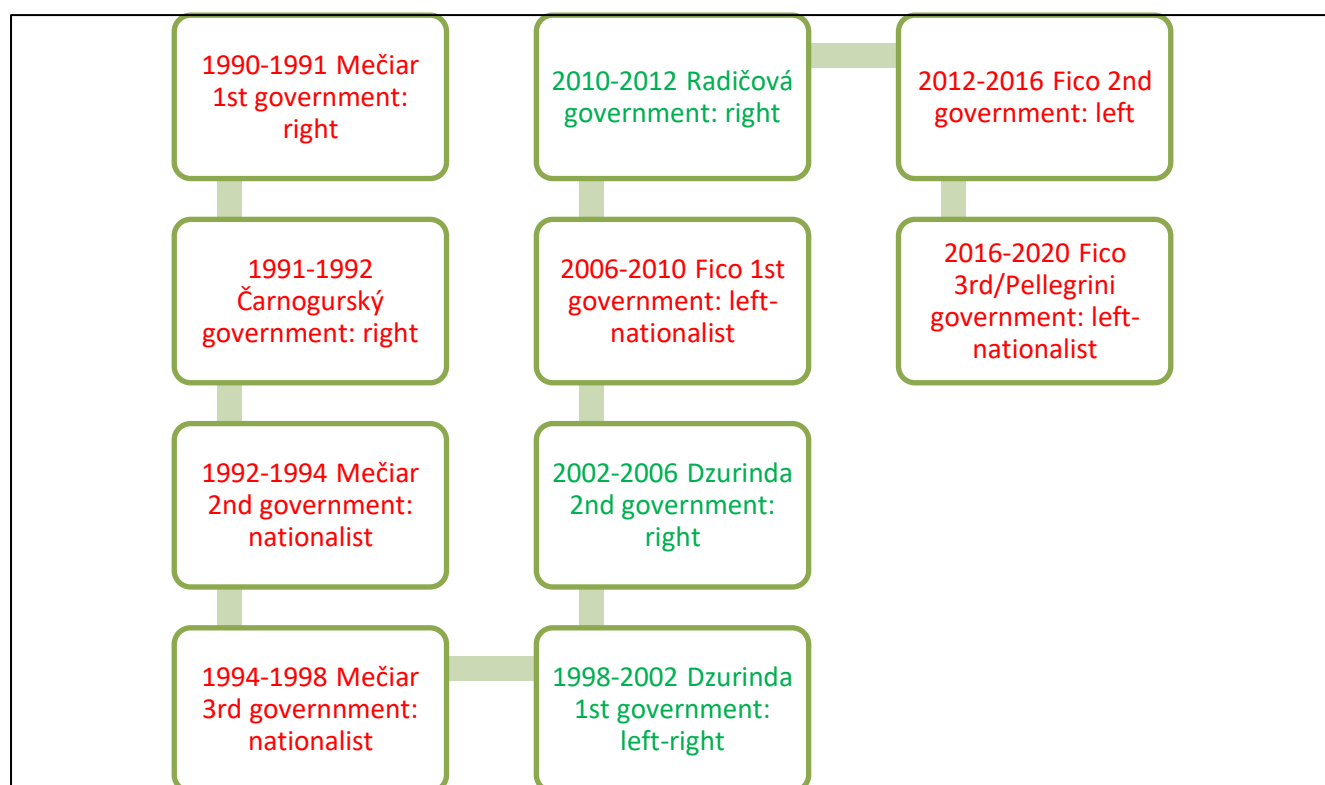 1990-1991 Mečiar
1st government:
right
1991-1992
Čarnogurský
government: right
1992-1994 Mečiar
2nd government:
nationalist
1994-1998 Mečiar
3rd governnment:
nationalist
1998-2002 Dzurinda
1st government:
left-right
2002-2006 Dzurinda
2nd government:
right
2006-2010 Fico 1st
government: left-
nationalist
2010-2012 Radičová
government: right
2012-2016 Fico 2nd
government: left
2016-2020 Fico
3rd/Pellegrini
government: left-
nationalist